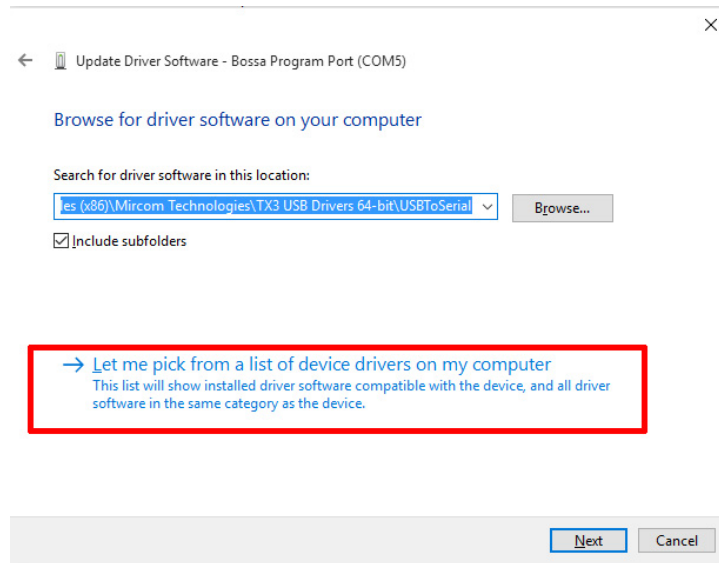 Update Driver Software - Bossa Program Port (COM5)
Browse for driver software on your computer
Search for driver software in this location:
les (x86)\Mircom Technologies\TX3 USB Drivers 64-bit\USBToSerial
Browse...
Include subfolders
Let me pick from a list of device drivers on my computer
This list will show installed driver software compatible with the device, and all driver
software in the same category as the device.
Next Cancel